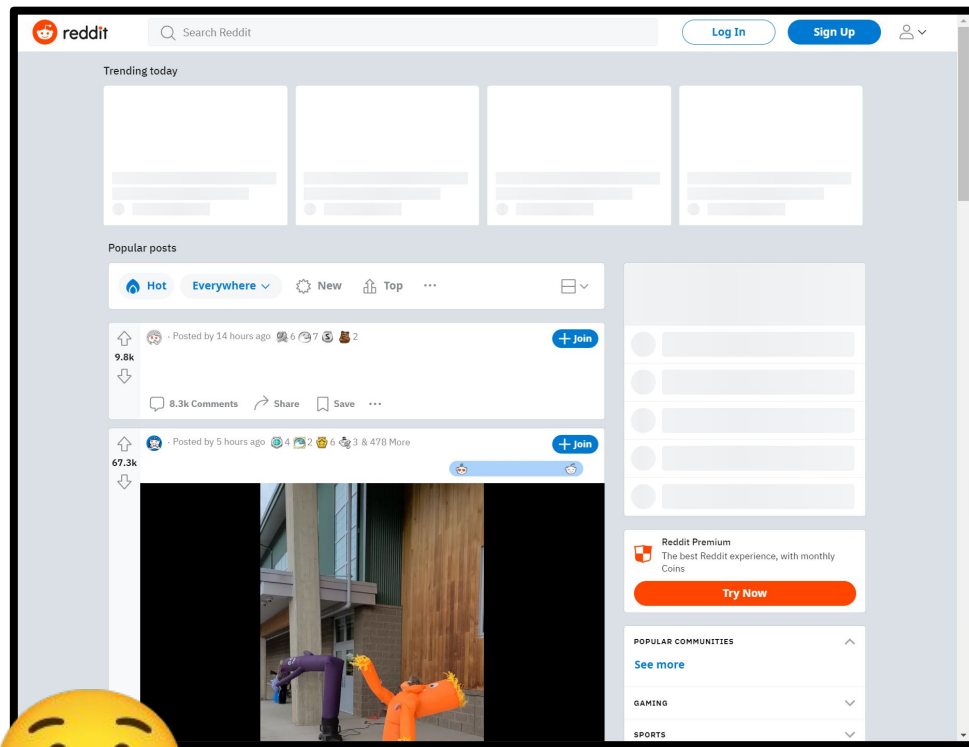 reddit Search Reddit Log In Sign Up
Trending today
Popular posts
Hot Everywhere New Top ...
9.8k
· Posted by 14 hours ago 6 7 S 2 + Join
8.3k Comments Share Save ...
67.3k
· Posted by 5 hours ago 4 2 6 3 & 478 More + Join
Reddit Premium
The best Reddit experience, with monthly
Coins
Try Now
POPULAR COMMUNITIES
See more
GAMING
SPORTS